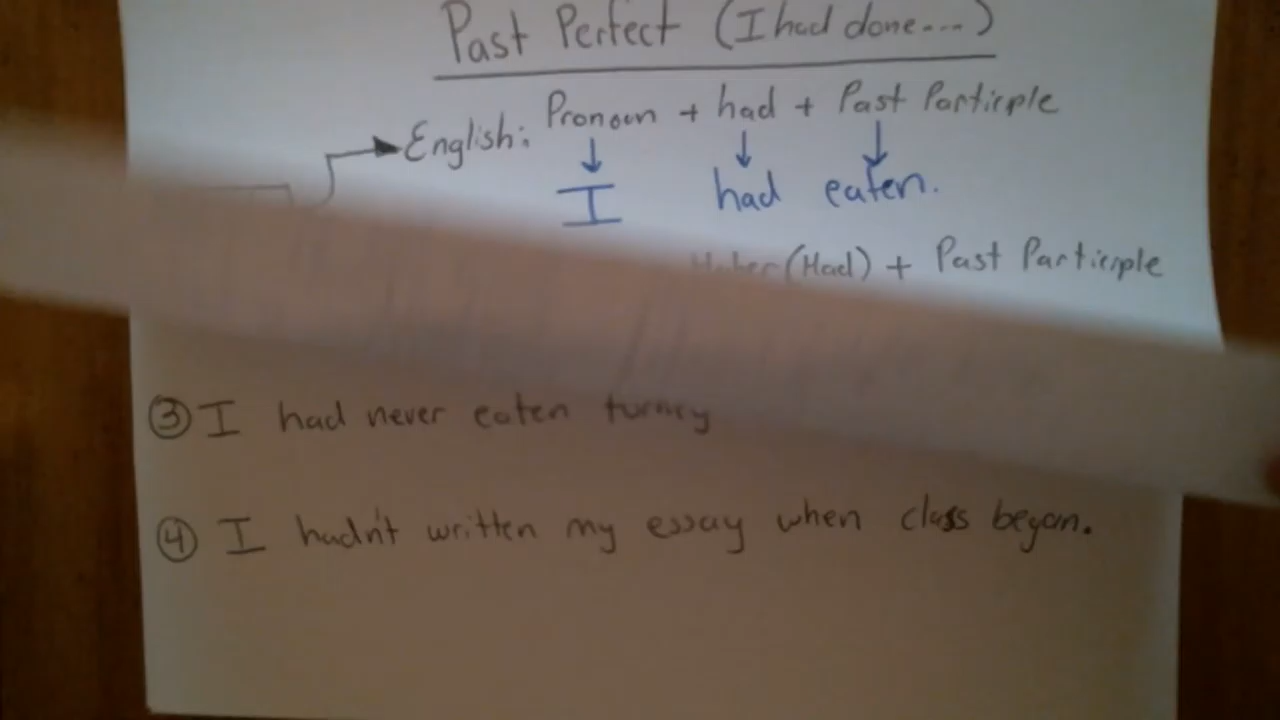 Past Perfect (I had done....)
English: Pronoun + had + Past Participle
I had eaten.
(Had) + Past Participle
③ I had never eaten
④ I hadn't written my essay when class began.